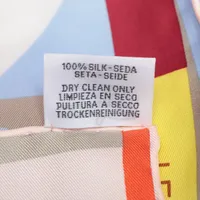 100% SILK-SEDA
SETA-SEIDE
DRY CLEAN ONLY
LIMPIEZA EN SECO
PULITURA A SECCO
TROCKENREINIGUNG